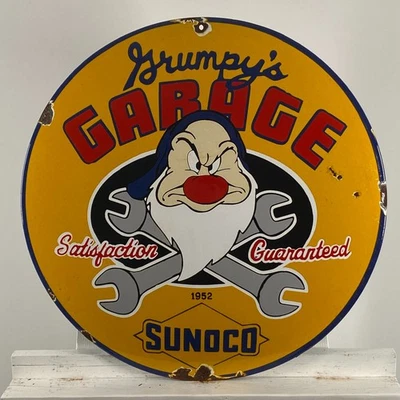 Grumpy's
GARAGE
Satisfaction Guaranteed
1952
SUNOCO